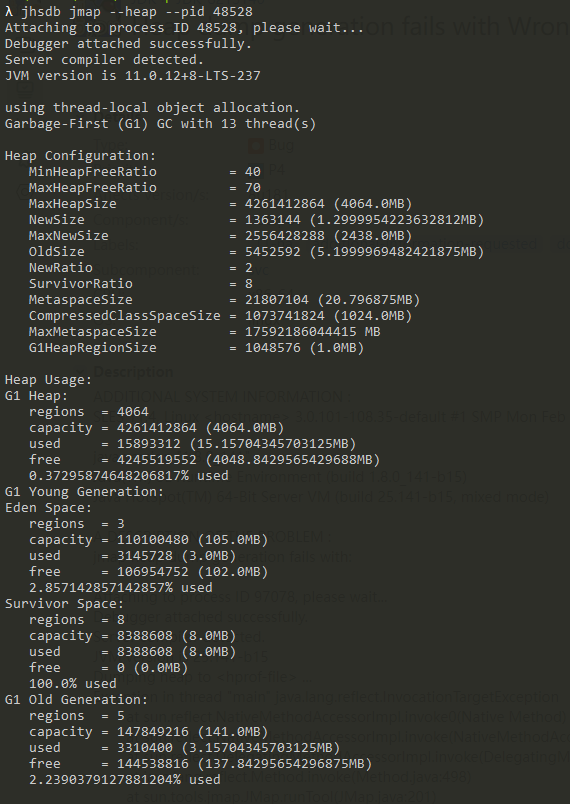 λ jhsdb jmap --heap --pid 48528
Attaching to process ID 48528, please wait...
Debugger attached successfully.
Server compiler detected.
JVM version is 11.0.12+8-LTS-237

using thread-local object allocation.
Garbage-First (G1) GC with 13 thread(s)

Heap Configuration:
   MinHeapFreeRatio         = 40
   MaxHeapFreeRatio         = 70
   MaxHeapSize              = 4261412864 (4064.0MB)
   NewSize                  = 1363144 (1.2999954223632812MB)
   MaxNewSize               = 2556428288 (2438.0MB)
   OldSize                  = 5452592 (5.1999969482421875MB)
   NewRatio                 = 2
   SurvivorRatio            = 8
   MetaspaceSize            = 21807104 (20.796875MB)
   CompressedClassSpaceSize = 1073741824 (1024.0MB)
   MaxMetaspaceSize         = 17592186044415 MB
   G1HeapRegionSize         = 1048576 (1.0MB)

Heap Usage:
G1 Heap:
   regions  = 4064
   capacity = 4261412864 (4064.0MB)
   used     = 15893312 (15.15704345703125MB)
   free     = 4245519552 (4048.8429565429688MB)
   0.37295874648206817% used
G1 Young Generation:
Eden Space:
   regions  = 3
   capacity = 110100480 (105.0MB)
   used     = 3145728 (3.0MB)
   free     = 106954752 (102.0MB)
   2.857142857142857% used
Survivor Space:
   regions  = 8
   capacity = 8388608 (8.0MB)
   used     = 8388608 (8.0MB)
   free     = 0 (0.0MB)
   100.0% used
G1 Old Generation:
   regions  = 5
   capacity = 147849216 (141.0MB)
   used     = 3310400 (3.15704345703125MB)
   free     = 144538816 (137.84295654296875MB)
   2.2390379127881204% used